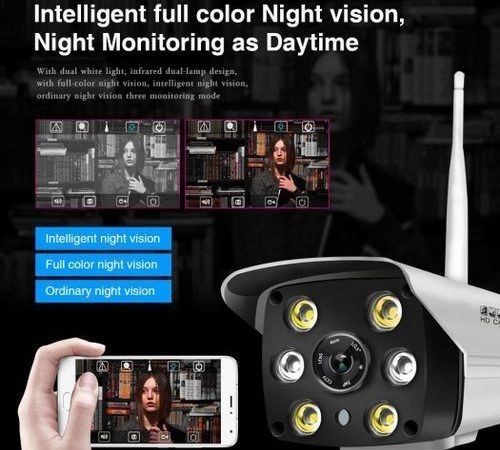 Intelligent full color Night vision,
Night Monitoring as Daytime
With dual white light, infrared dual-lamp design,
with full-color night vision, intelligent night vision,
ordinary night vision three monitoring mode
Intelligent night vision
Full color night vision
Ordinary night vision
HD CA